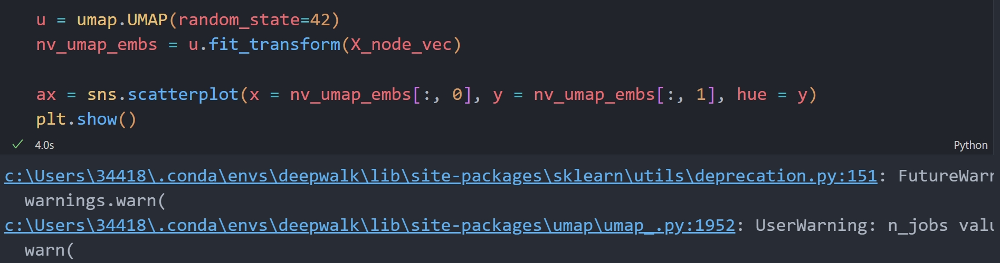 u = umap.UMAP(random_state=42)
nv_umap_embs = u.fit_transform(X_node_vec)
ax = sns.scatterplot(x = nv_umap_embs[:, 0], y = nv_umap_embs[:, 1], hue = y)
plt.show()
4.0s
Python
c:\Users\34418\.conda\envs\deepwalk\lib\site-packages\sklearn\utils\deprecation.py:151: FutureWarn
warnings.warn(
c:\Users\34418\.conda\envs\deepwalk\lib\site-packages\umap\umap_.py:1952: UserWarning: n_jobs valu
warn(